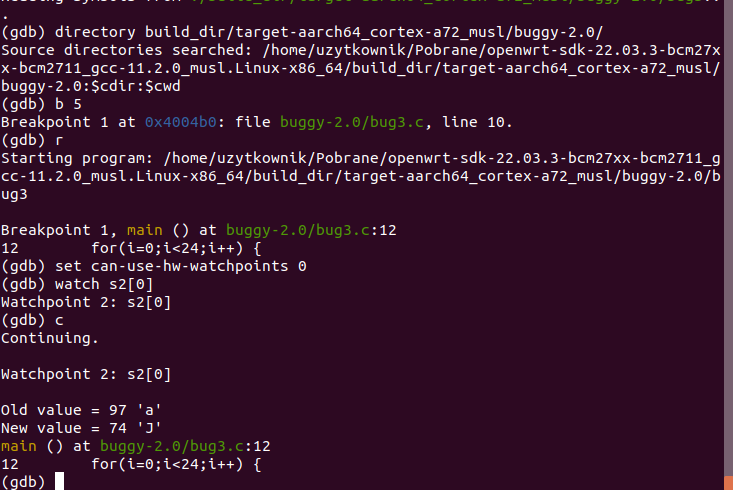 .
(gdb) directory build_dir/target-aarch64_cortex-a72_musl/buggy-2.0/
Source directories searched: /home/uzytkownik/Pobrane/openwrt-sdk-22.03.3-bcm27x
x-bcm2711_gcc-11.2.0_musl.Linux-x86_64/build_dir/target-aarch64_cortex-a72_musl/
buggy-2.0:$cdir:$cwd
(gdb) b 5
Breakpoint 1 at 0x4004b0: file buggy-2.0/bug3.c, line 10.
(gdb) r
Starting program: /home/uzytkownik/Pobrane/openwrt-sdk-22.03.3-bcm27xx-bcm2711_g
cc-11.2.0_musl.Linux-x86_64/build_dir/target-aarch64_cortex-a72_musl/buggy-2.0/b
ug3
Breakpoint 1, main () at buggy-2.0/bug3.c:12
12 for(i=0;i<24;i++) {
(gdb) set can-use-hw-watchpoints 0
(gdb) watch s2[0]
Watchpoint 2: s2[0]
(gdb) c
Continuing.
Watchpoint 2: s2[0]
Old value = 97 'a'
New value = 74 'J'
main () at buggy-2.0/bug3.c:12
12 for(i=0;i<24;i++) {
(gdb)